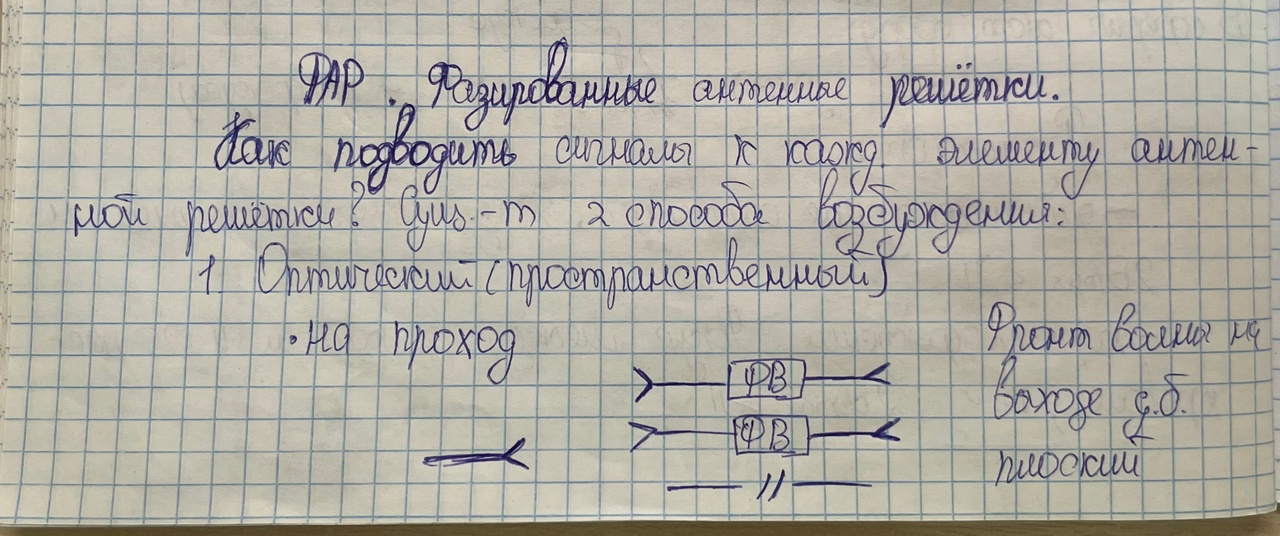 ФАР. Фазированные антенные решётки.
Как подводить сигналы к кажд. элементу антен-
ной решётки? Сущ.-т 2 способа возбуждения:
1 Оптический (пространственный)
• на проход
ФВ
ФВ
—— // ——
Фронт волны на
выходе д.б.
плоский